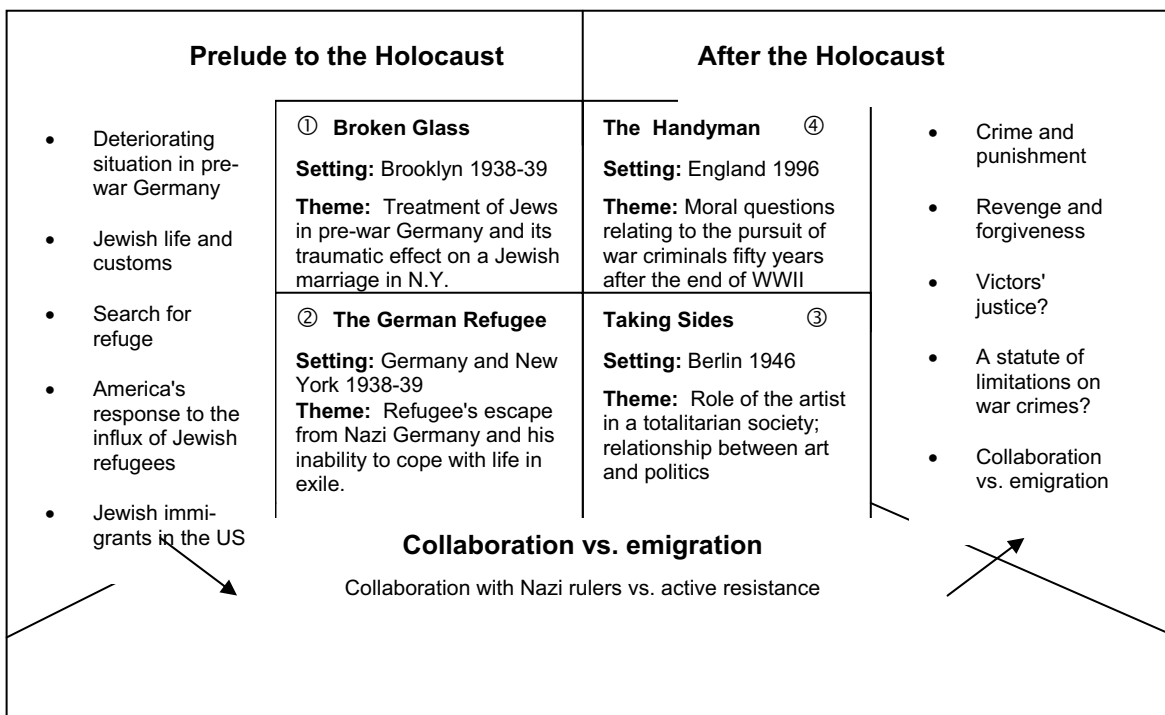 Prelude to the Holocaust
After the Holocaust
• Deteriorating
situation in pre-
war Germany
• Jewish life and
customs
• Search for
refuge
• America's
response to the
influx of Jewish
refugees
• Jewish immi-
grants in the US
① Broken Glass
Setting: Brooklyn 1938-39
Theme: Treatment of Jews
in pre-war Germany and its
traumatic effect on a Jewish
marriage in N.Y.
② The German Refugee
Setting: Germany and New
York 1938-39
Theme: Refugee's escape
from Nazi Germany and his
inability to cope with life in
exile.
The Handyman ④
Setting: England 1996
Theme: Moral questions
relating to the pursuit of
war criminals fifty years
after the end of WWII
Taking Sides ③
Setting: Berlin 1946
Theme: Role of the artist
in a totalitarian society;
relationship between art
and politics
• Crime and
punishment
• Revenge and
forgiveness
• Victors'
justice?
• A statute of
limitations on
war crimes?
• Collaboration
vs. emigration
Collaboration vs. emigration
Collaboration with Nazi rulers vs. active resistance